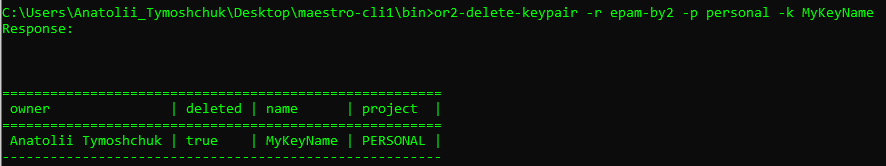 C:\Users\Anatolii_Tymoshchuk\Desktop\maestro-cli1\bin>or2-delete-keypair -r epam-by2 -p personal -k MyKeyName
Response:
=======================================================
owner | deleted | name | project |
=======================================================
Anatolii Tymoshchuk | true | MyKeyName | PERSONAL |
-------------------------------------------------------